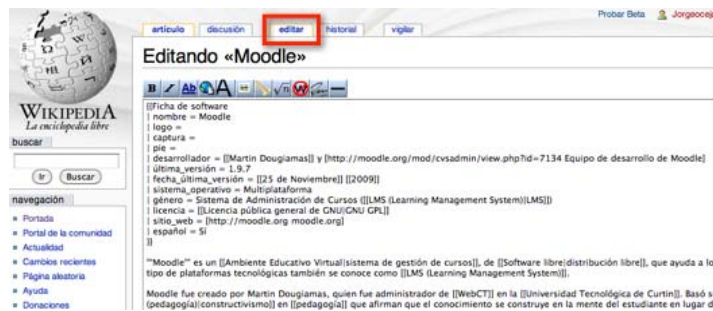 Probar Beta Jorgeoceja
artículo discusión editar historial vigilar
Editando «Moodle»
WIKIPEDIA
La enciclopedia libre
buscar
Ir Buscar
navegación
Portada
Portal de la comunidad
Actualidad
Cambios recientes
Página aleatoria
Ayuda
Donaciones
{{Ficha de software
| nombre = Moodle
| logo =
| captura =
| pie =
| desarrollador = [[Martin Dougiamas]] y [http://moodle.org/mod/cvsadmin/view.php?id=7134 Equipo de desarrollo de Moodle]
| última_versión = 1.9.7
| fecha_última_versión = [[25 de Noviembre]] [[2009]]
| sistema_operativo = Multiplataforma
| género = Sistema de Administración de Cursos ([[LMS (Learning Management System)|LMS]])
| licencia = [[Licencia pública general de GNU|GNU GPL]]
| sitio_web = [http://moodle.org moodle.org]
| español = Sí
}}
'''Moodle''' es un [[Ambiente Educativo Virtual|sistema de gestión de cursos]], de [[Software libre|distribución libre]], que ayuda a lo
tipo de plataformas tecnológicas también se conoce como [[LMS (Learning Management System)]].
Moodle fue creado por Martin Dougiamas, quien fue administrador de [[WebCT]] en la [[Universidad Tecnológica de Curtin]]. Basó s
(pedagogía)|constructivismo]] en [[pedagogía]] que afirman que el conocimiento se construye en la mente del estudiante en lugar d